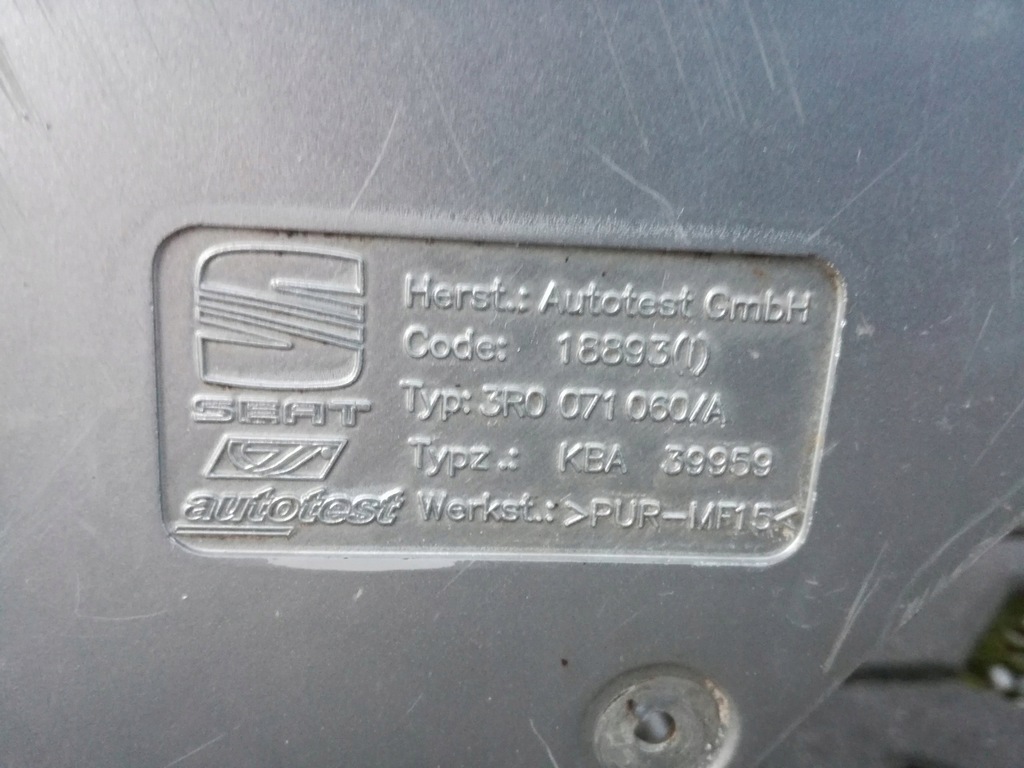 SEAT
autotest
Herst.: Autotest GmbH
Code: 18893(I)
Typ: 3R0 071 060/A
Typz.: KBA 39959
Werkst.: >PUR-MF15<